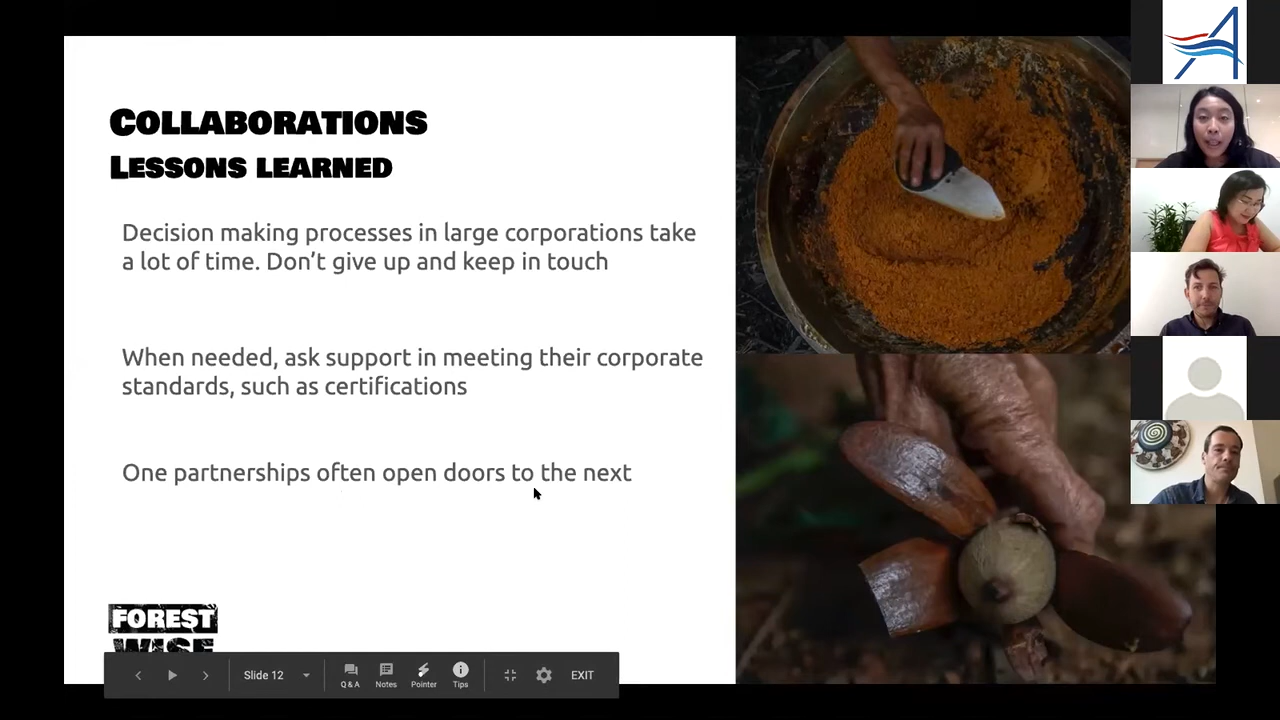 COLLABORATIONS
LESSONS LEARNED
Decision making processes in large corporations take
a lot of time. Don’t give up and keep in touch
When needed, ask support in meeting their corporate
standards, such as certifications
One partnerships often open doors to the next
FOREST
WISE
Slide 12
Q&A
Notes
Pointer
Tips
EXIT